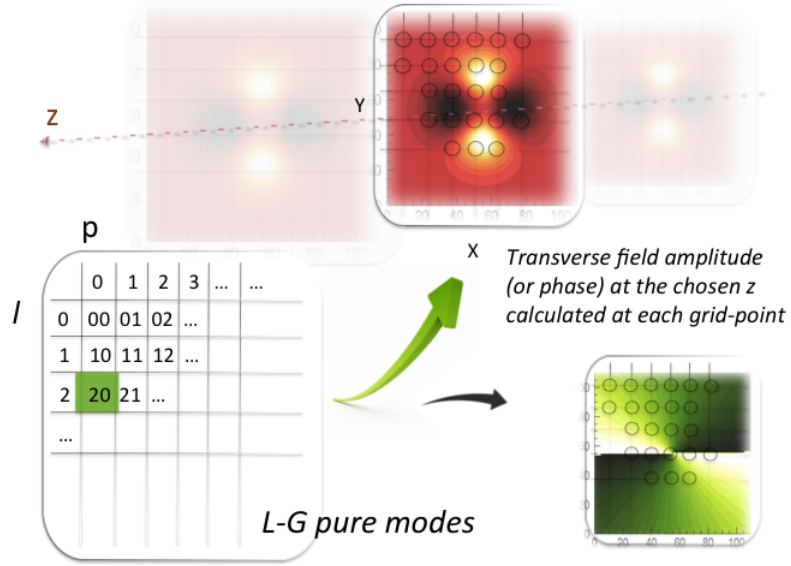 Z
Y
20 40 60 80 100
X
p
l
0 1 2 3 ... ...
0 00 01 02 ...
1 10 11 12 ...
2 20 21 ...
...
L-G pure modes
Transverse field amplitude
(or phase) at the chosen z
calculated at each grid-point
0 20 40 60 80 100